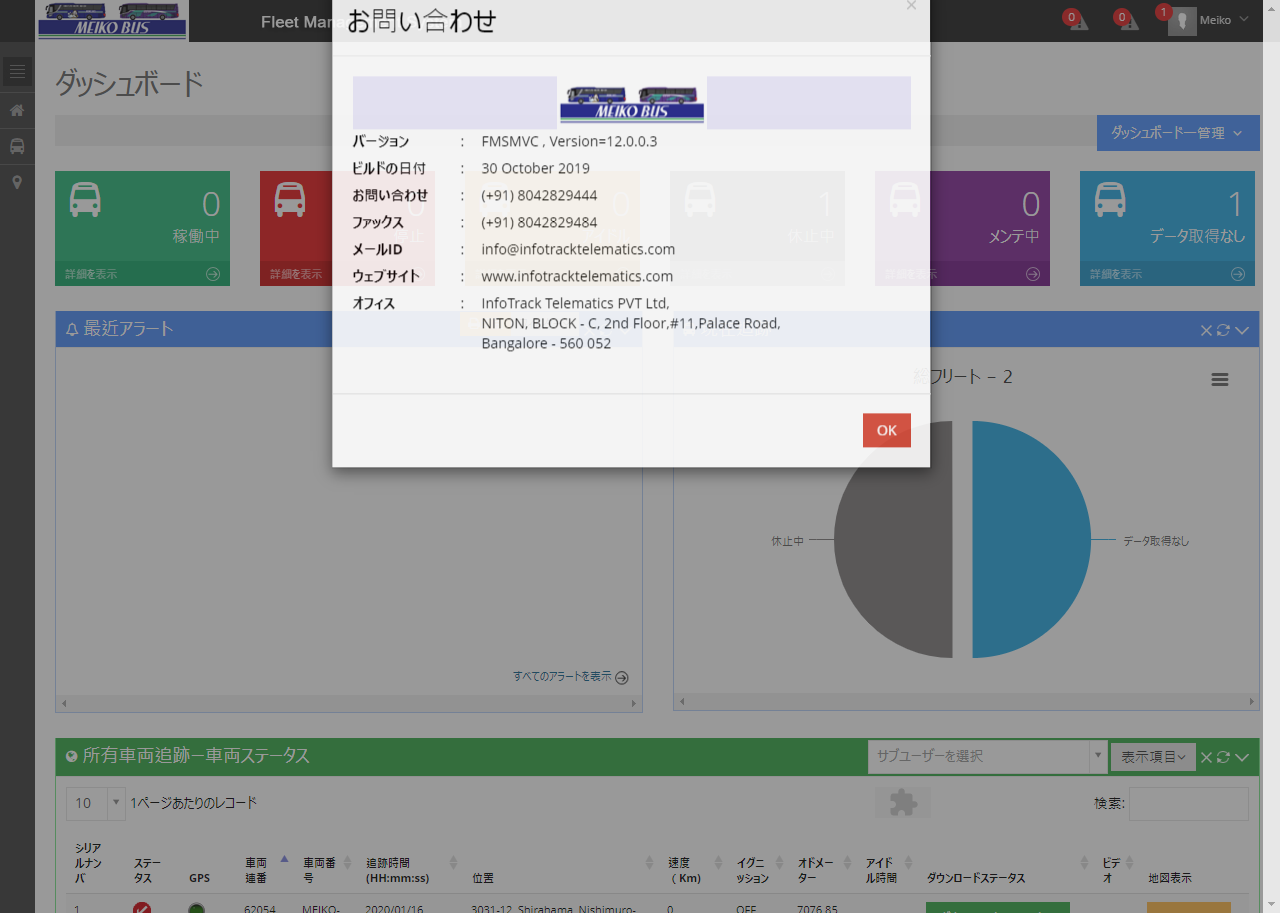 MEIKO BUS
Fleet Mana
0
0
1
Meiko
お問い合わせ
×
ダッシュボード
ダッシュボードー管理
MEIKO BUS
バージョン : FMSMVC , Version=12.0.0.3
ビルドの日付 : 30 October 2019
お問い合わせ : (+91) 8042829444
ファックス : (+91) 8042829484
メールID : info@infotracktelematics.com
ウェブサイト : www.infotracktelematics.com
オフィス : InfoTrack Telematics PVT Ltd,
NITON, BLOCK - C, 2nd Floor,#11,Palace Road,
Bangalore - 560 052
OK
0
稼働中
詳細を表示
詳細を表示
0
停止
0
1
休止中
0
メンテ中
詳細を表示
1
データ取得なし
詳細を表示
最近アラート
すべてのアラートを表示
総フリート – 2
休止中
データ取得なし
所有車両追跡ー車両ステータス
サブユーザーを選択
表示項目
10
1ページあたりのレコード
検索:
シリア
ルナン
バ
ステー
タス
GPS
車両
連番
車両番
号
追跡時間
(HH:mm:ss)
位置
速度
( Km)
イグニ
ッション
オドメー
ター
アイド
ル時間
ダウンロードステータス
ビデ
オ
地図表示
1
62054
MEIKO-
2020/01/16
3031-12, Shirahama, Nishimuro-
0
OFF
7076.85